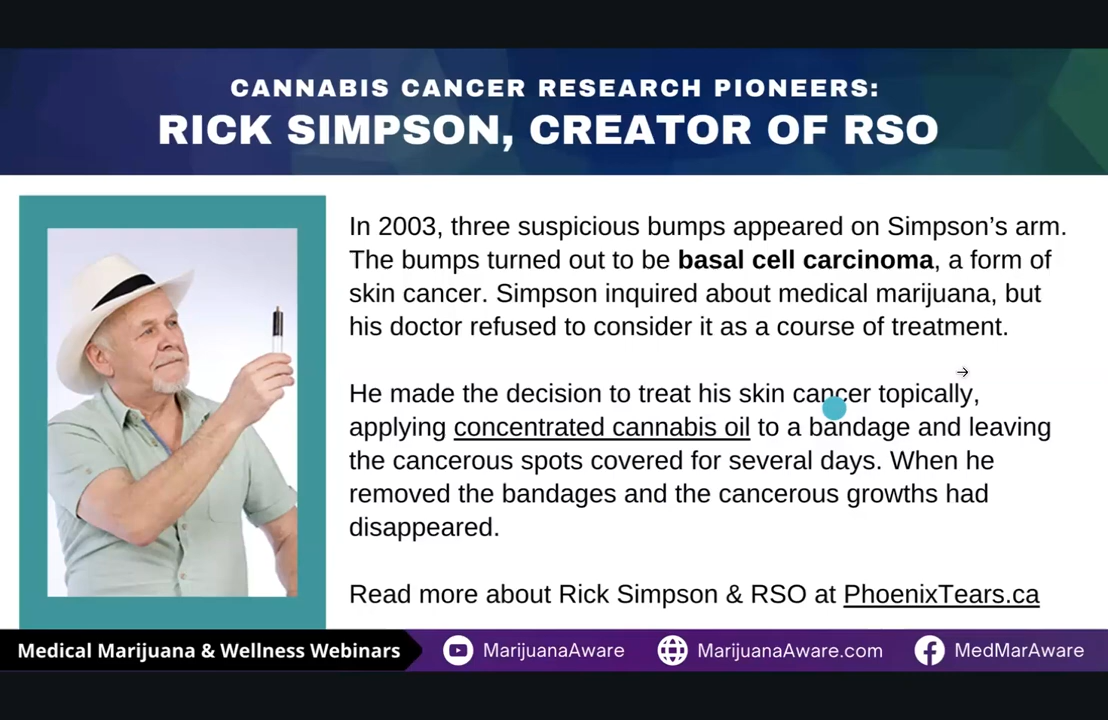 CANNABIS CANCER RESEARCH PIONEERS:
RICK SIMPSON, CREATOR OF RSO
In 2003, three suspicious bumps appeared on Simpson’s arm.
The bumps turned out to be basal cell carcinoma, a form of
skin cancer. Simpson inquired about medical marijuana, but
his doctor refused to consider it as a course of treatment.
He made the decision to treat his skin cancer topically,
applying concentrated cannabis oil to a bandage and leaving
the cancerous spots covered for several days. When he
removed the bandages and the cancerous growths had
disappeared.
Read more about Rick Simpson & RSO at PhoenixTears.ca
Medical Marijuana & Wellness Webinars MarijuanaAware MarijuanaAware.com MedMarAware